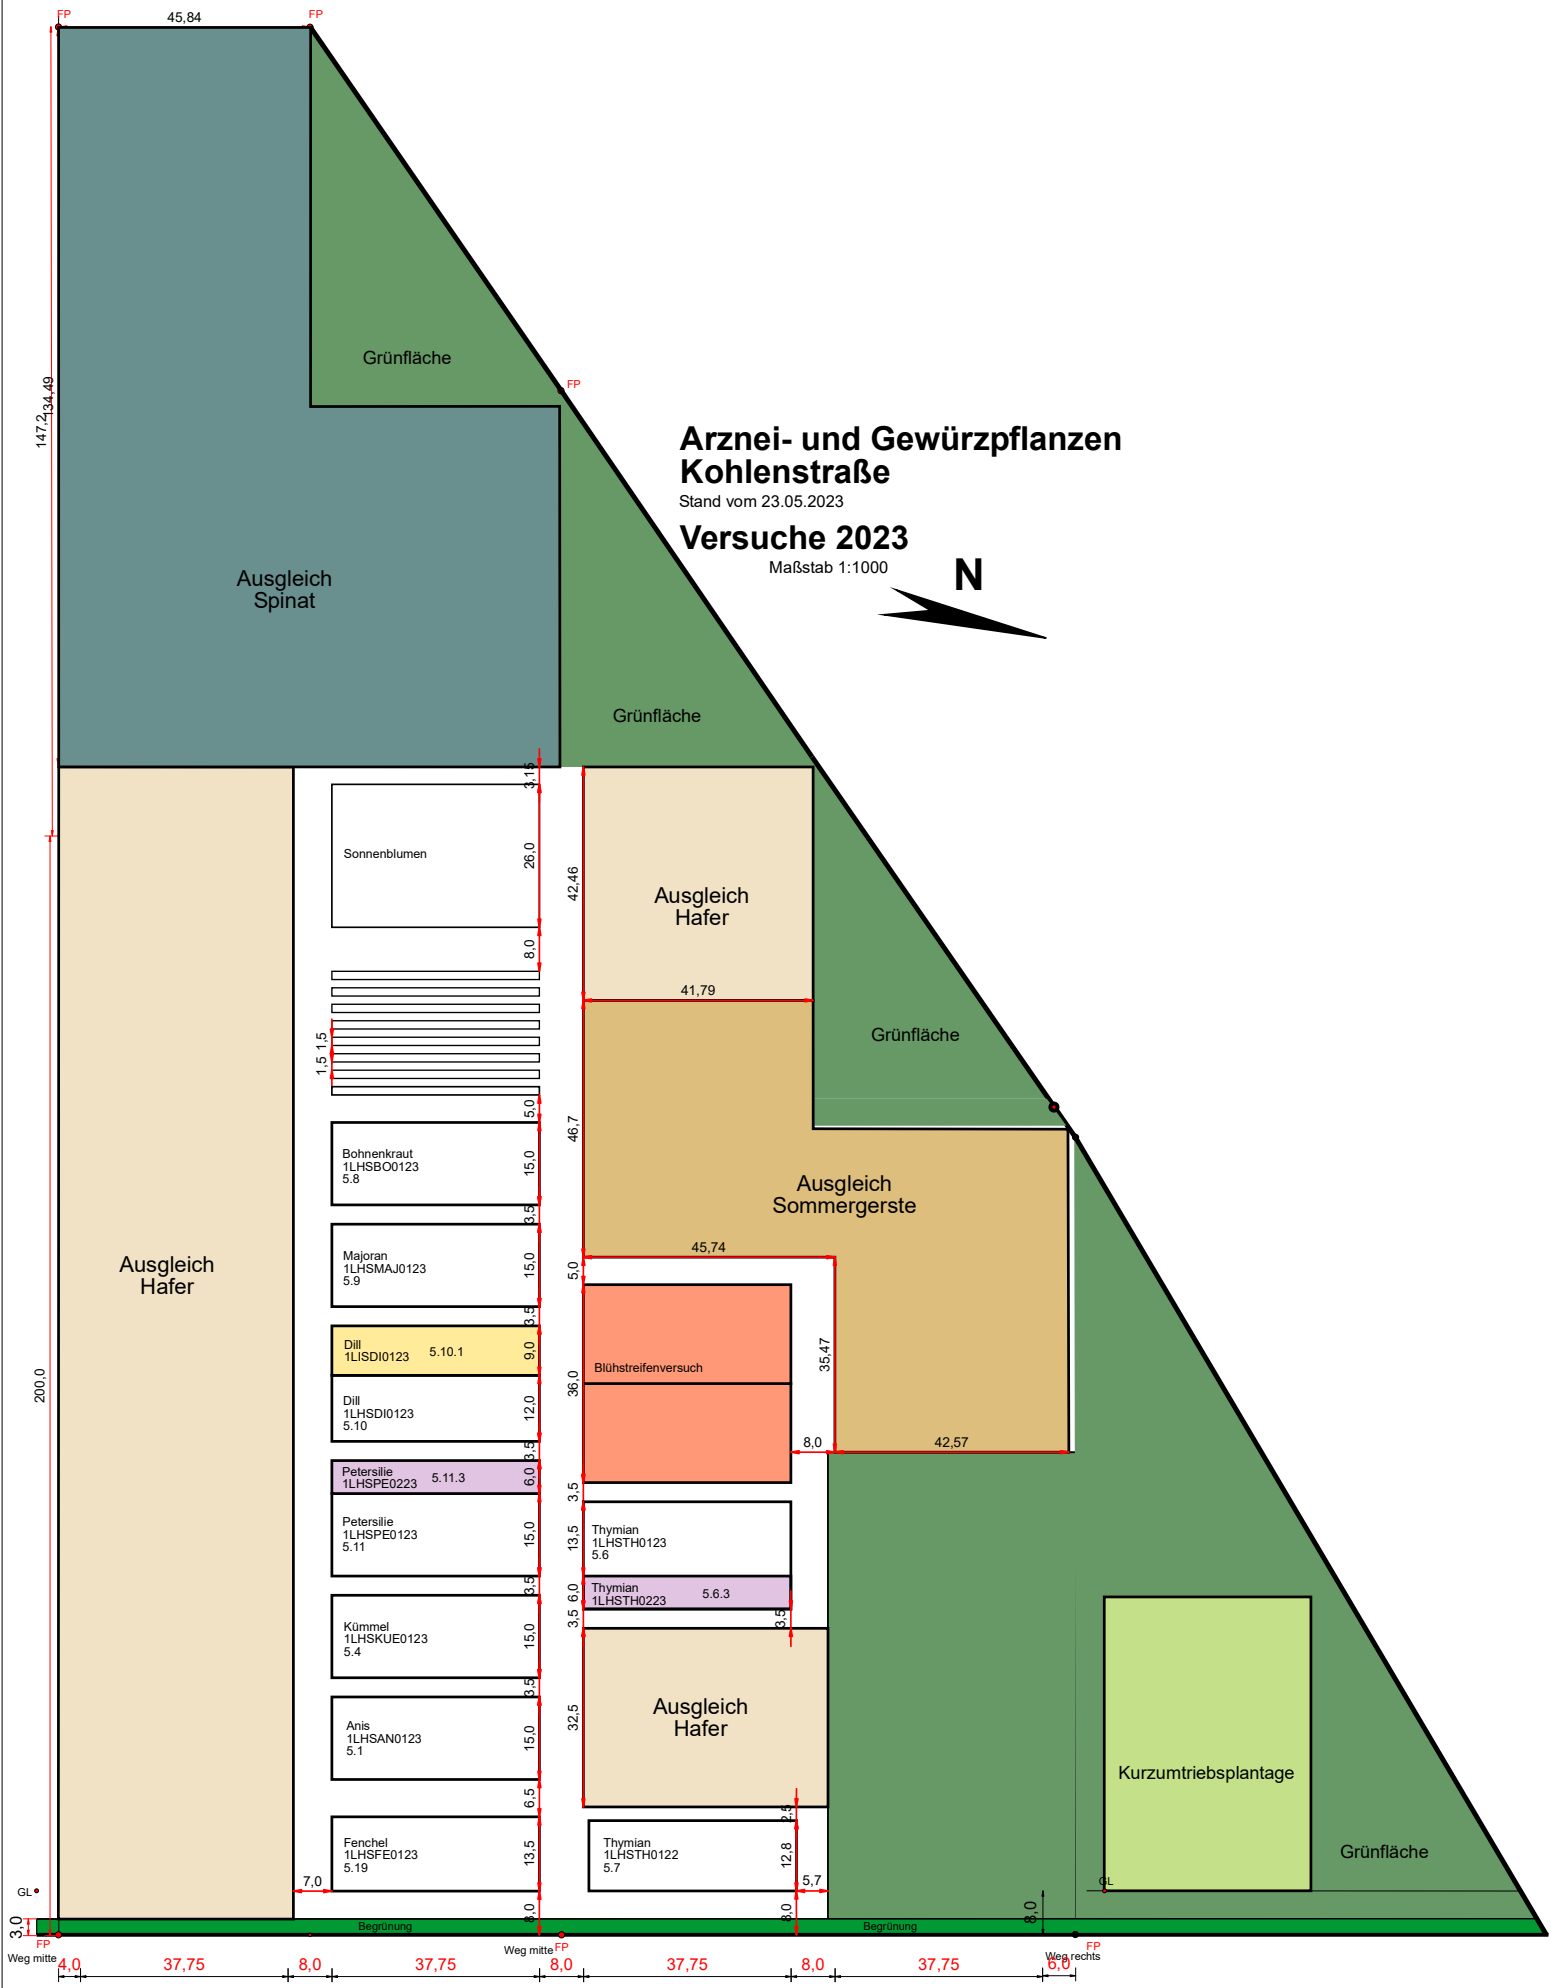 FP
45,84
FP
Grünfläche
FP
134,49
147,2
Arznei- und Gewürzpflanzen
Kohlenstraße
Stand vom 23.05.2023
Versuche 2023
Maßstab 1:1000
N
Ausgleich
Spinat
Grünfläche
3,15
Sonnenblumen
26,0
42,46
Ausgleich
Hafer
8,0
41,79
Grünfläche
1,5
1,5
5,0
46,7
Bohnenkraut
1LHSBO0123
5.8
15,0
Ausgleich
Sommergerste
3,5
Majoran
1LHSMAJ0123
5.9
15,0
45,74
5,0
Ausgleich
Hafer
3,5
Dill
1LISDI0123
5.10.1
9,0
Blühstreifenversuch
36,0
35,47
200,0
Dill
1LHSDI0123
5.10
12,0
8,0
42,57
3,5
Petersilie
1LHSPE0223
5.11.3
6,0
3,5
Petersilie
1LHSPE0123
5.11
15,0
13,5
Thymian
1LHSTH0123
5.6
3,5
6,0
Thymian
1LHSTH0223
5.6.3
3,5
3,5
Kümmel
1LHSKUE0123
5.4
15,0
3,5
32,5
Ausgleich
Hafer
Anis
1LHSAN0123
5.1
15,0
Kurzumtriebsplantage
6,5
2,5
Fenchel
1LHSFE0123
5.19
13,5
Thymian
1LHSTH0122
5.7
12,8
Grünfläche
GL
7,0
5,7
GL
8,0
8,0
8,0
3,0
Begrünung
Begrünung
FP
Weg mitte
Weg mitte
FP
Weg rechts
FP
4,0
37,75
8,0
37,75
8,0
37,75
8,0
37,75
6,0